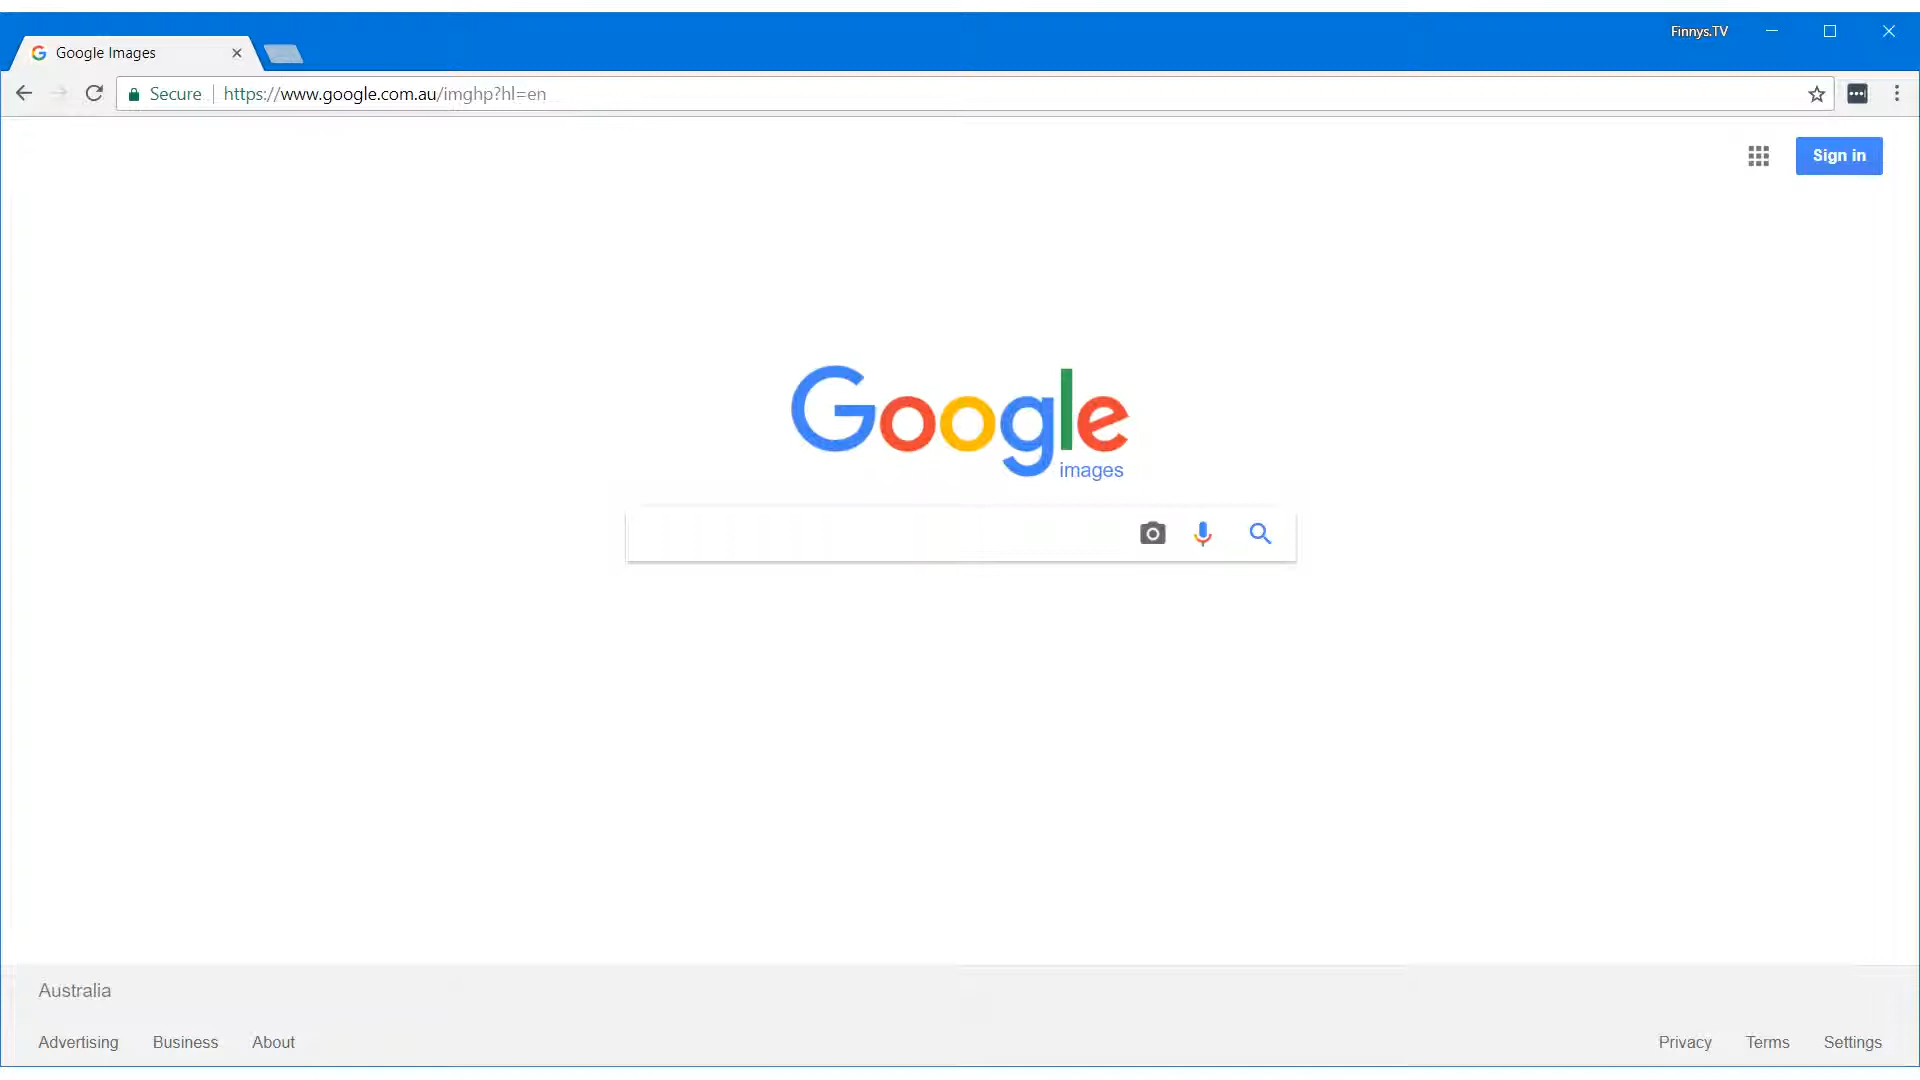 Finnys.TV
Google Images
Secure https://www.google.com.au/imghp?hl=en
Sign in
Google
images
Australia
Advertising Business About Privacy Terms Settings